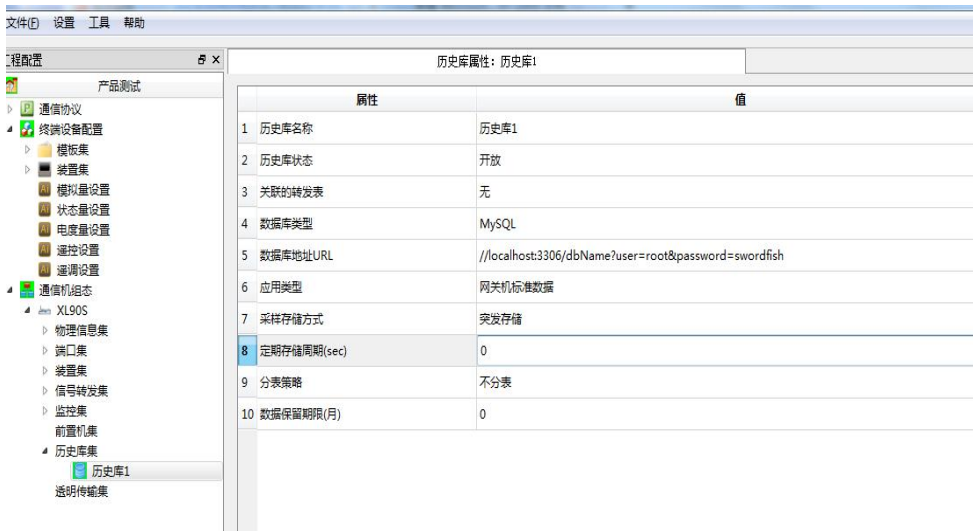 文件(F) 设置 工具 帮助
工程配置
历史库属性：历史库1
产品测试
通信协议
终端设备配置
模板集
装置集
模拟量设置
状态量设置
电度量设置
遥控设置
遥调设置
通信机组态
XL90S
物理信息集
端口集
装置集
信号转发集
监控集
前置机集
历史库集
历史库1
透明传输集
属性 值
1 历史库名称 历史库1
2 历史库状态 开放
3 关联的转发表 无
4 数据库类型 MySQL
5 数据库地址URL //localhost:3306/dbName?user=root&password=swordfish
6 应用类型 网关机标准数据
7 采样存储方式 突发存储
8 定期存储周期(sec) 0
9 分表策略 不分表
10 数据保留期限(月) 0